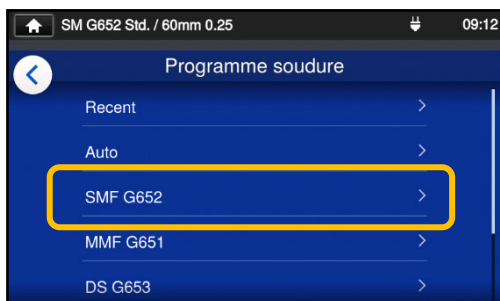 SM G652 Std. / 60mm 0.25 09:12
Programme soudure
Recent
Auto
SMF G652
MMF G651
DS G653